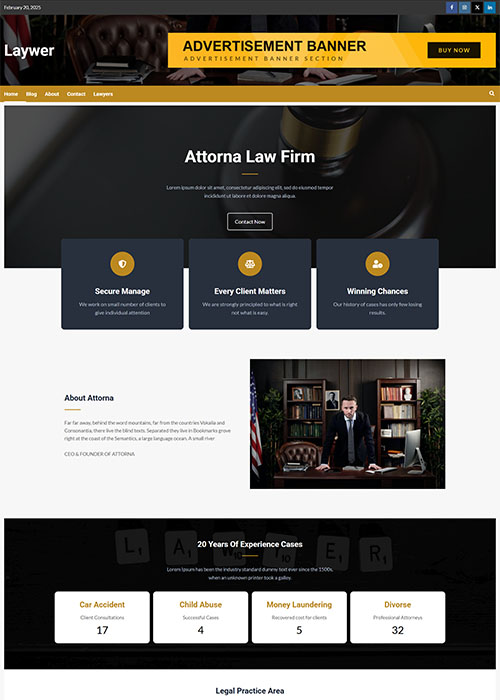 February 20, 2025
Laywer
ADVERTISEMENT BANNER
ADVERTISEMENT BANNER SECTION
BUY NOW
Home Blog About Contact Lawyers
Attorna Law Firm
Lorem ipsum dolor sit amet, consectetur adipiscing elit, sed do eiusmod tempor
incididunt ut labore et dolore magna aliqua.
Contact Now
Secure Manage
We work on small number of clients to
give individual attention
Every Client Matters
We are strongly principled to what is right
not what is easy.
Winning Chances
Our history of cases has only few losing
results.
About Attorna
Far far away, behind the word mountains, far from the countries Vokalia and
Consonantia, there live the blind texts. Separated they live in Bookmarks grove
right at the coast of the Semantics, a large language ocean. A small river
CEO & FOUNDER OF ATTORNA
LAWYER
20 Years Of Experience Cases
Lorem Ipsum has been the industry standard dummy text ever since the 1500s,
when an unknown printer took a galley.
Car Accident
Client Consultations
17
Child Abuse
Successful Cases
4
Money Laundering
Recovered cost for clients
5
Divorse
Professional Attorneys
32
Legal Practice Area